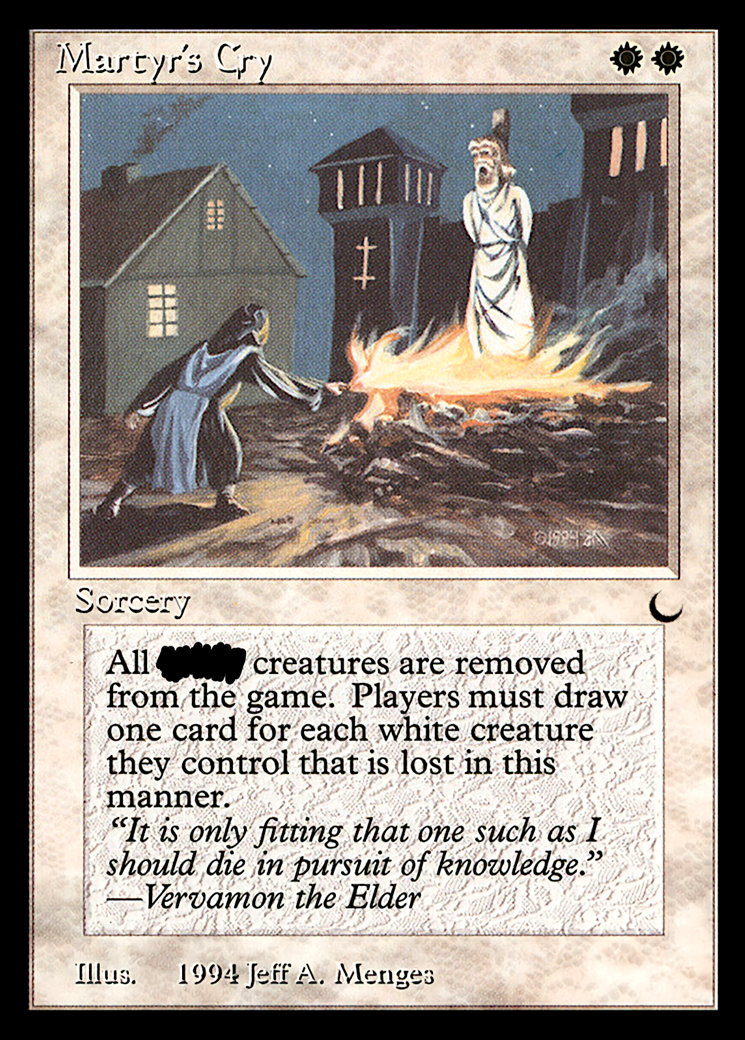 Martyr's Cry
©1994 JAM
Sorcery
All creatures are removed
from the game. Players must draw
one card for each white creature
they control that is lost in this
manner.
“It is only fitting that one such as I
should die in pursuit of knowledge.”
—Vervamon the Elder
Illus. 1994 Jeff A. Menges